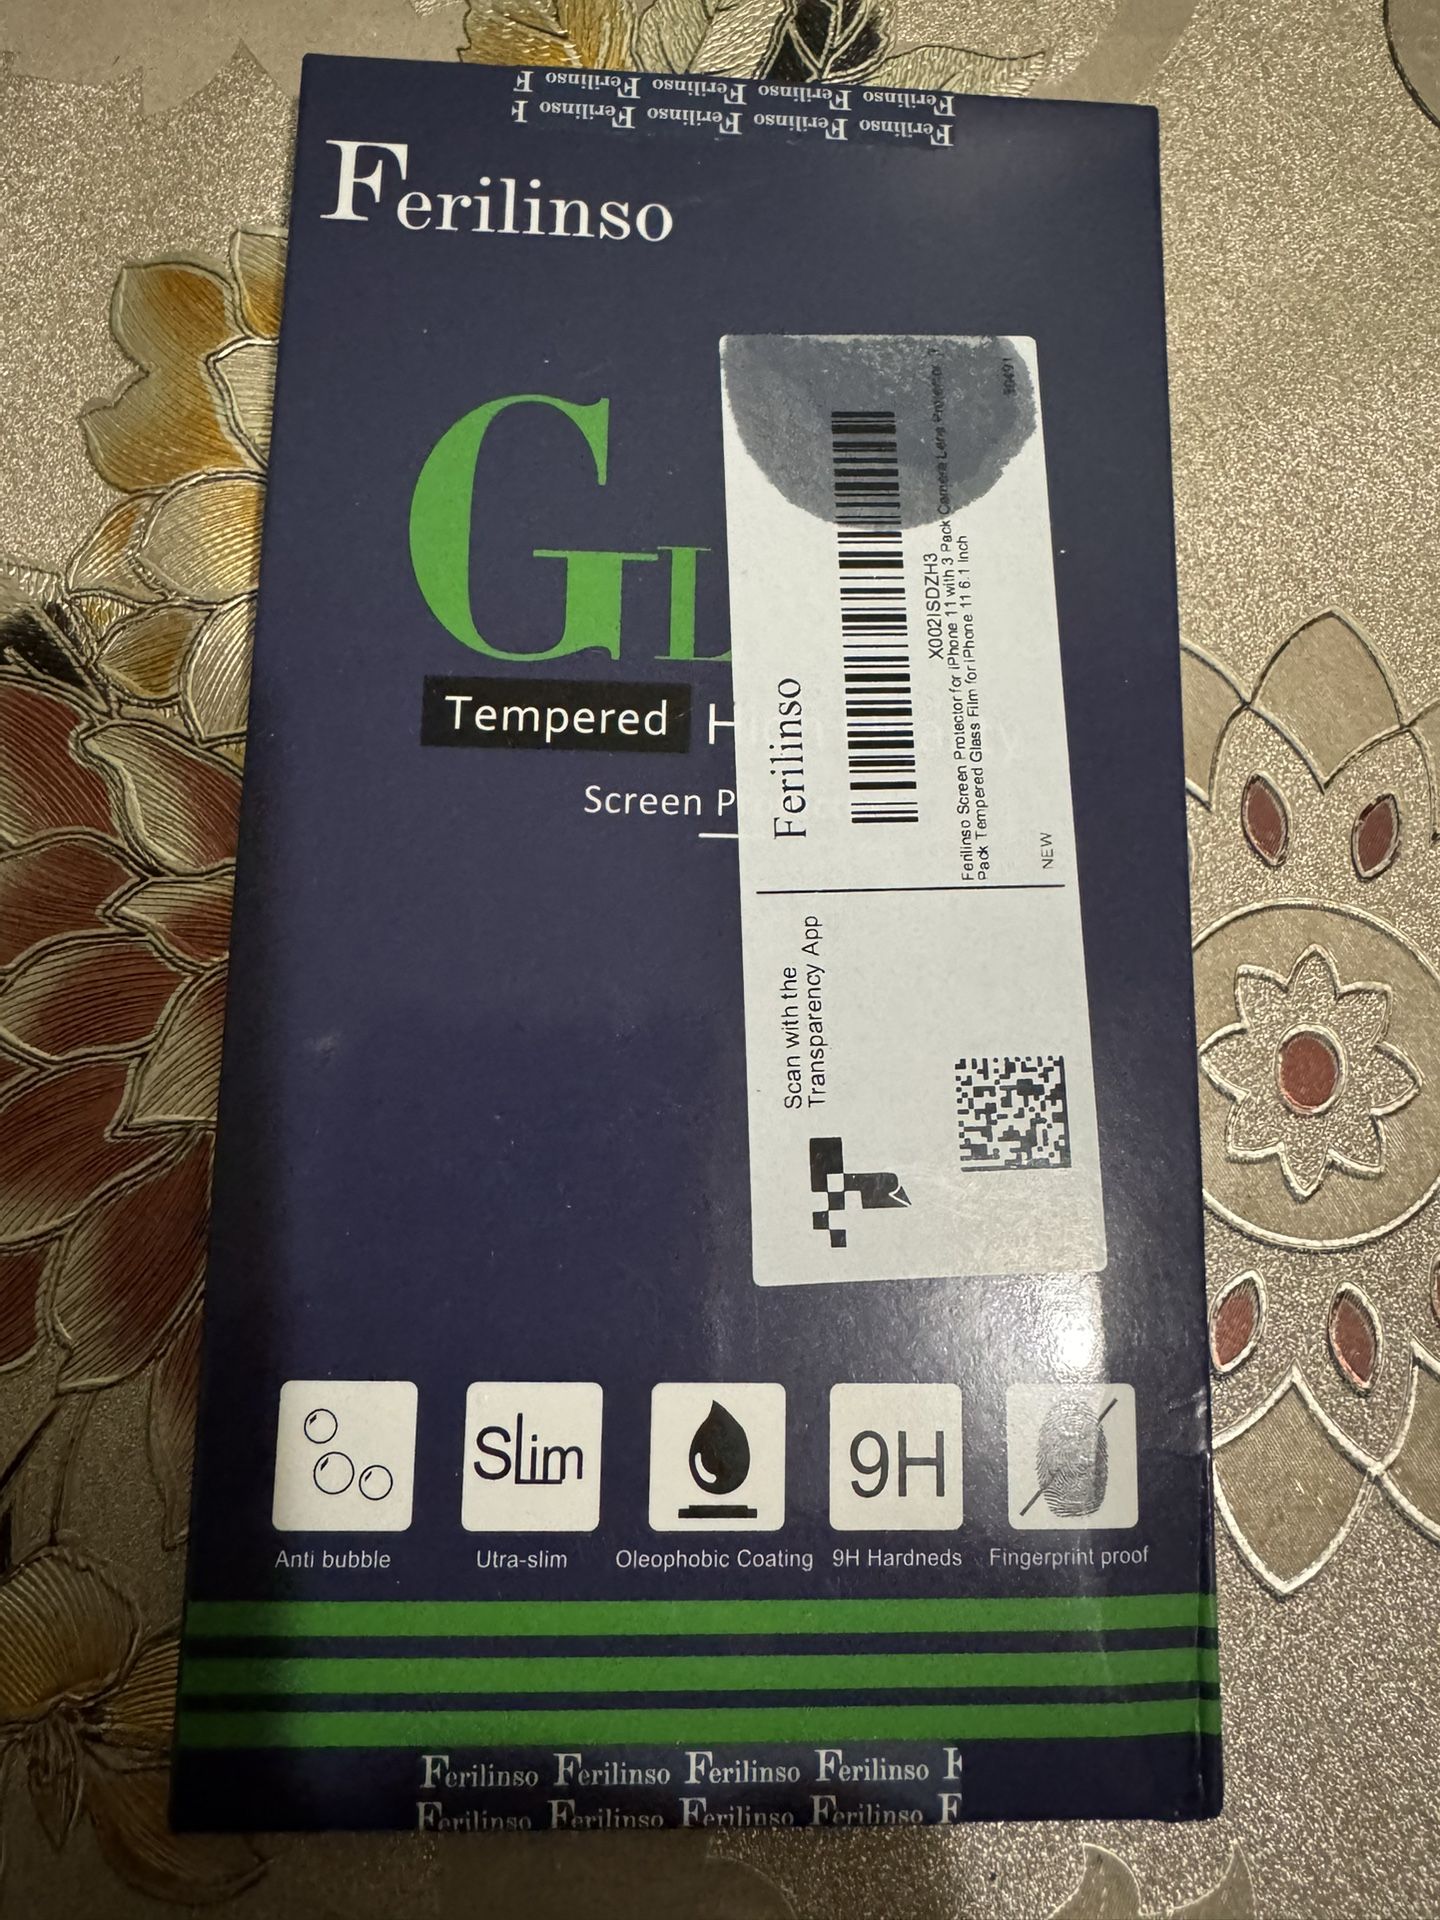 Ferilinso Ferilinso Ferilinso Ferilinso F
Ferilinso Ferilinso Ferilinso Ferilinso F
Ferilinso
GL
Tempered H
Screen P
Ferilinso
X002ISDZH3
Ferilinso Screen Protector for iPhone 11 with 3 Pack Camera Lens Protector,
Pack Tempered Glass Film for iPhone 11 6.1 Inch
NEW
Scan with the
Transparency App
Slim
9H
Anti bubble
Utra-slim
Oleophobic Coating
9H Hardneds
Fingerprint proof
Ferilinso Ferilinso Ferilinso Ferilinso F
Ferilinso Ferilinso Ferilinso Ferilinso F